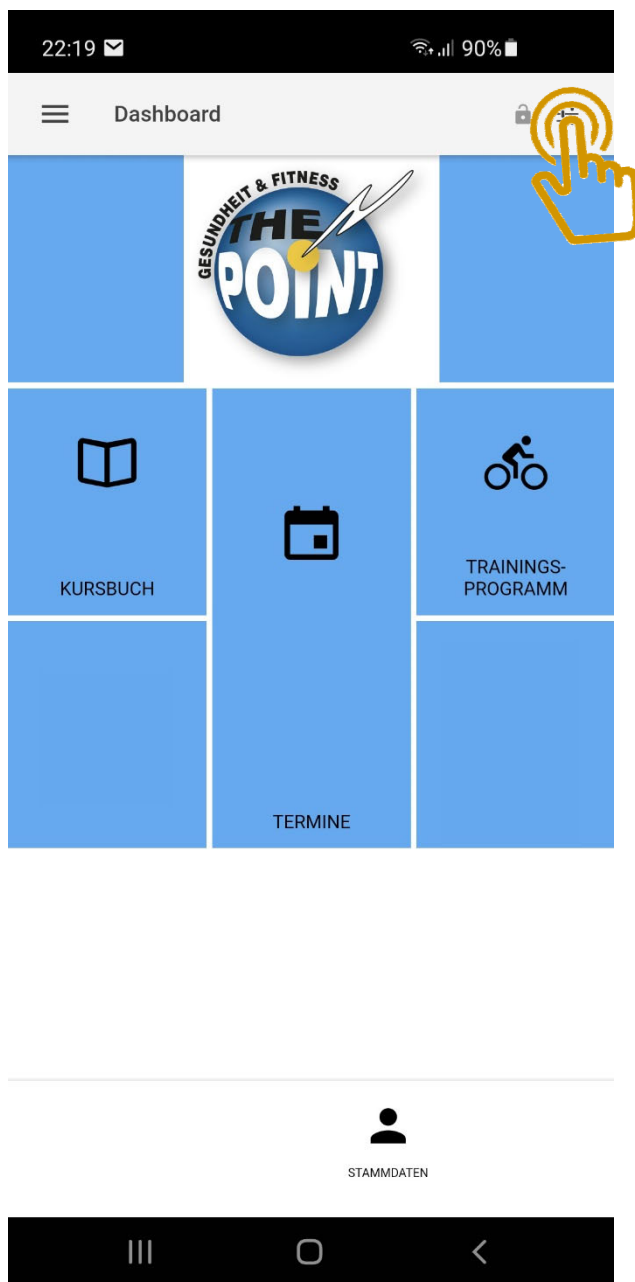 22:19
90%
Dashboard
GESUNDHEIT & FITNESS
THE
POINT
KURSBUCH
TERMINE
TRAININGS-
PROGRAMM
STAMMDATEN